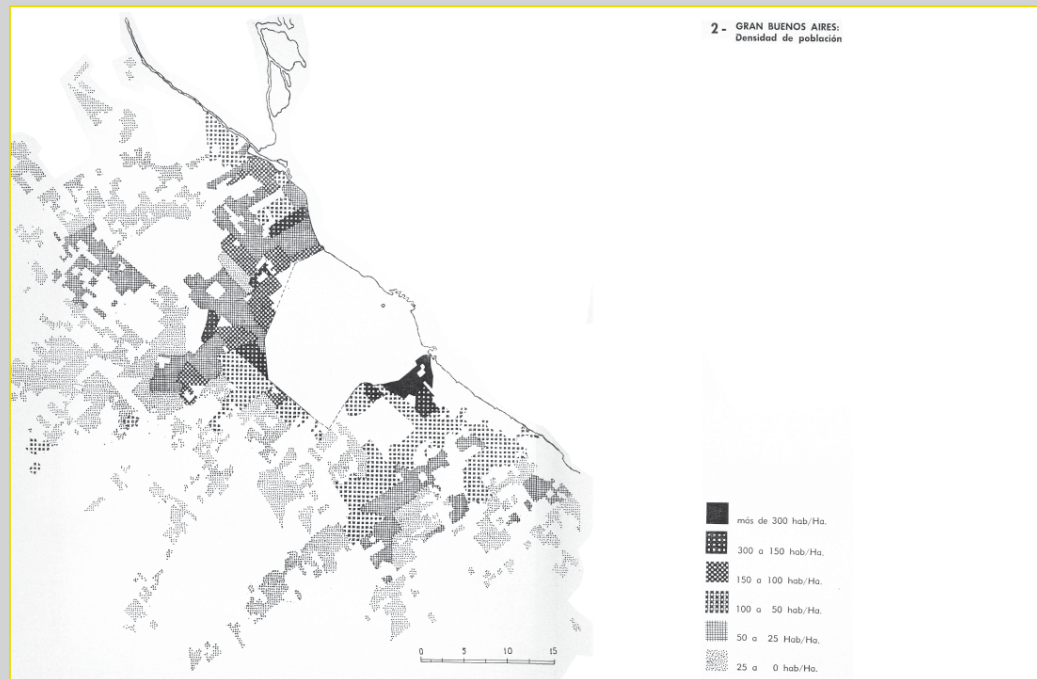 2 - GRAN BUENOS AIRES:
Densidad de población
más de 300 hab/Ha.
300 a 150 hab/Ha.
150 a 100 hab/Ha.
100 a 50 hab/Ha.
50 a 25 Hab/Ha.
25 a 0 hab/Ha.
0 5 10 15